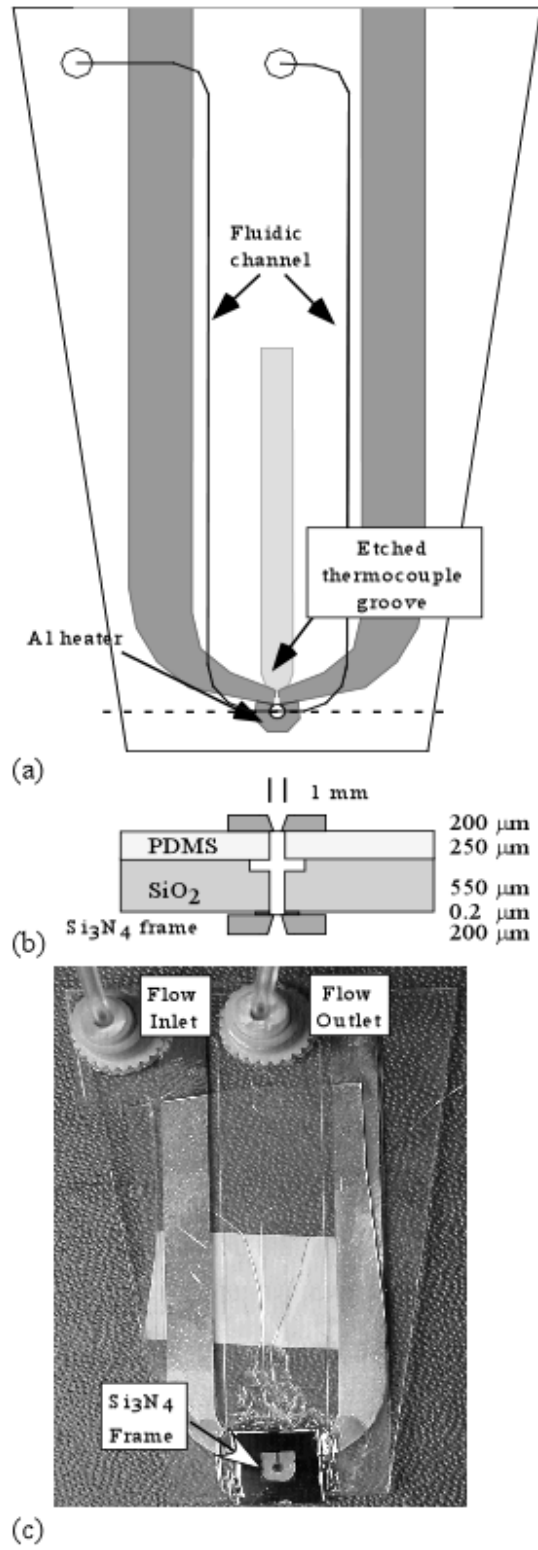 Fluidic
channel
Etched
thermocouple
groove
Al heater
(a)
1 mm
PDMS
SiO2
Si3N4 frame
200 μm
250 μm
550 μm
0.2 μm
200 μm
(b)
Flow
Inlet
Flow
Outlet
Si3N4
Frame
(c)